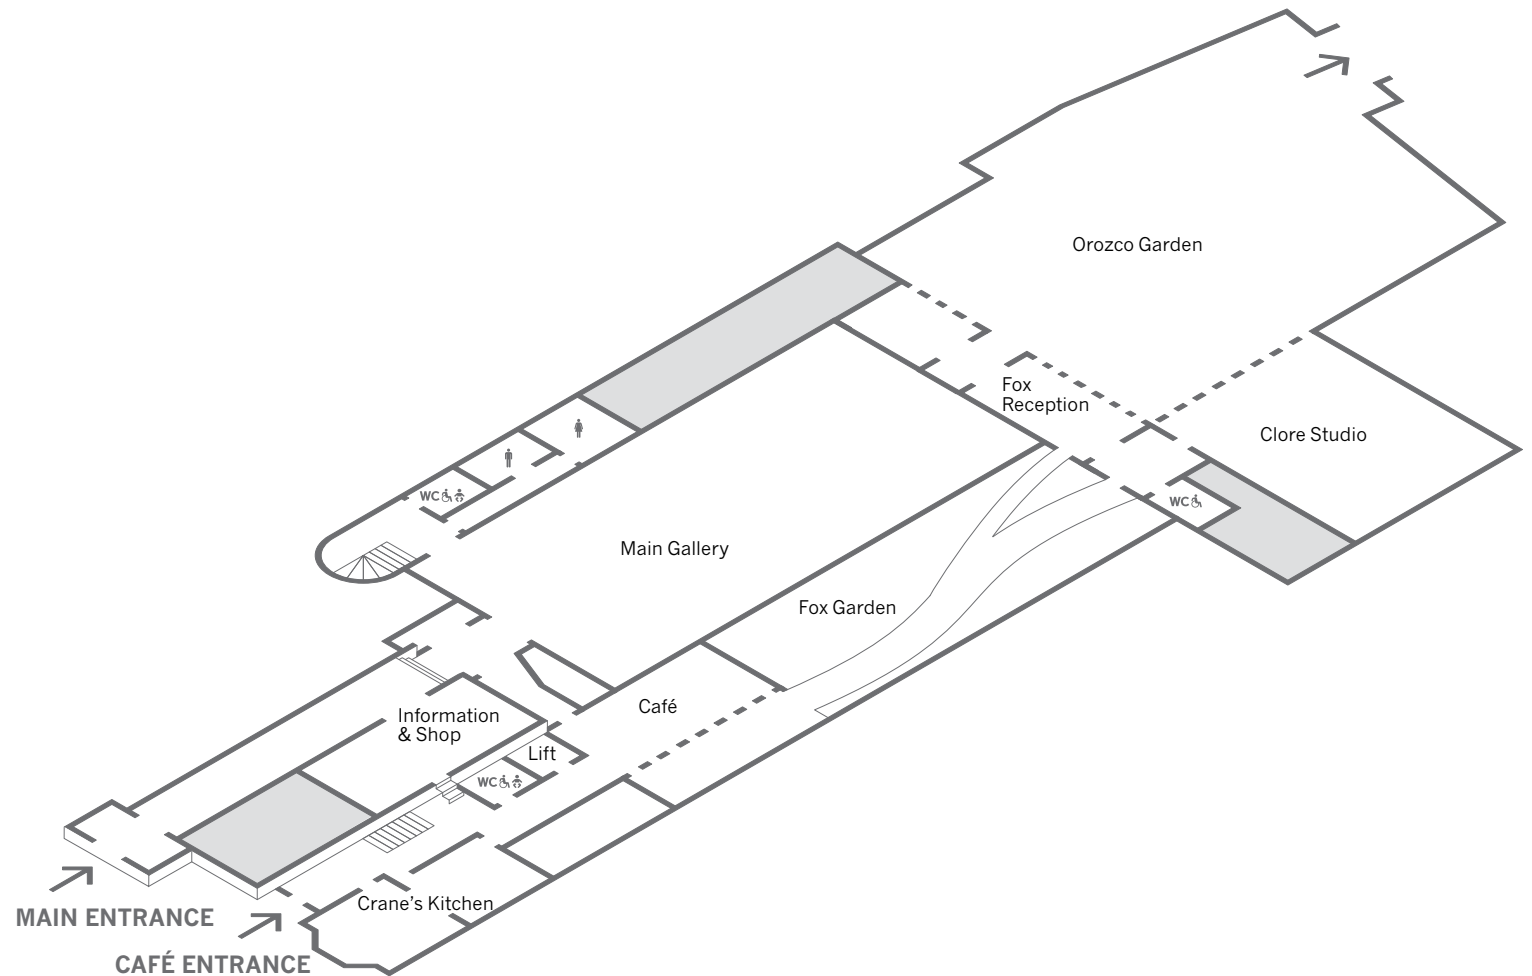 Orozco Garden
Fox
Reception
Clore Studio
WC
WC
Main Gallery
Fox Garden
Café
Information
& Shop
Lift
WC
Crane's Kitchen
MAIN ENTRANCE
CAFÉ ENTRANCE